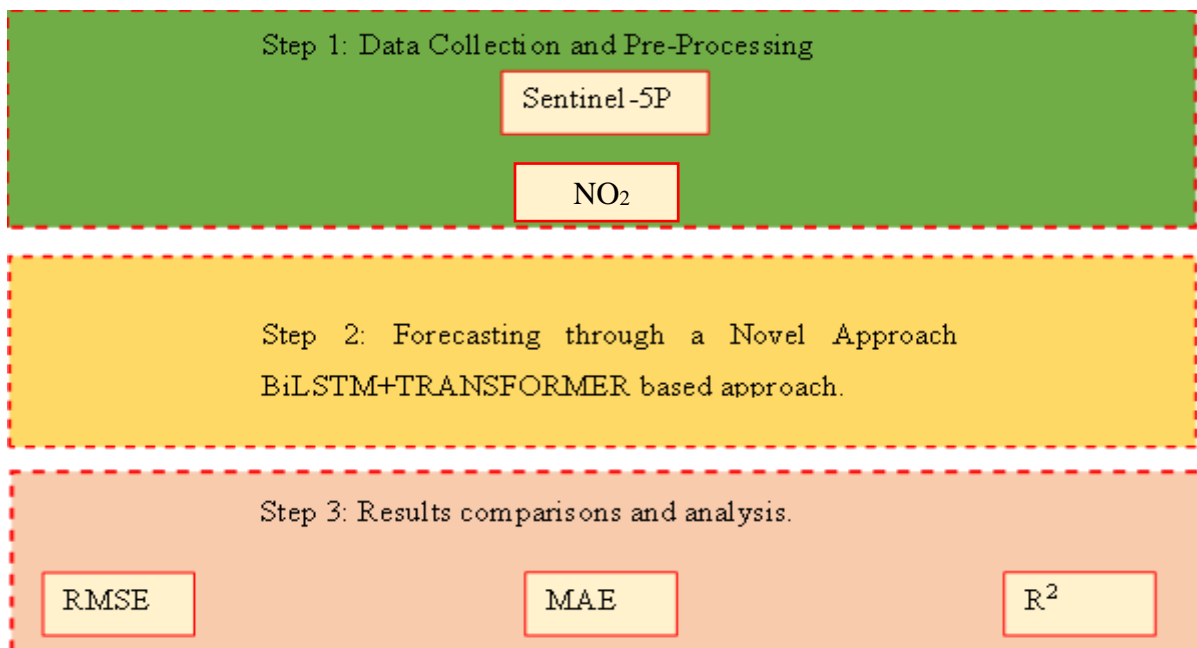 Step 1: Data Collection and Pre-Processing
Sentinel-5P
NO₂
Step 2: Forecasting through a Novel Approach
BiLSTM+TRANSFORMER based approach.
Step 3: Results comparisons and analysis.
RMSE
MAE
R²